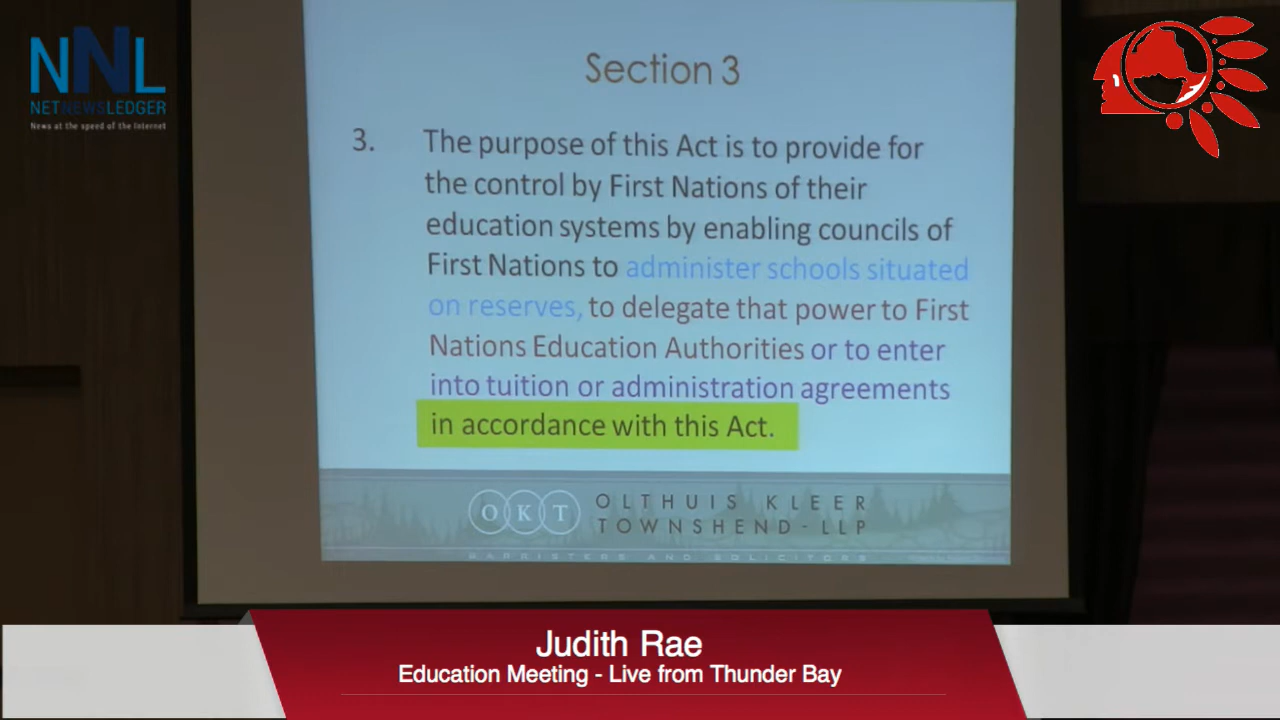 NNL
NETNEWSLEDGER
News at the speed of the Internet
Section 3
3. The purpose of this Act is to provide for
the control by First Nations of their
education systems by enabling councils of
First Nations to administer schools situated
on reserves, to delegate that power to First
Nations Education Authorities or to enter
into tuition or administration agreements
in accordance with this Act.
OKT OLTHUIS KLEER
TOWNSHEND - LLP
BARRISTERS AND SOLICITORS
Judith Rae
Education Meeting - Live from Thunder Bay